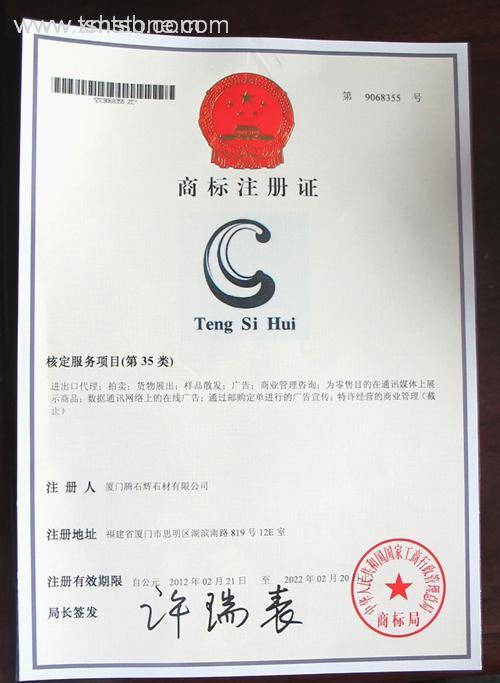 *ZC9068355 ZC*
第 9068355 号
商标注册证
Teng Si Hui
核定服务项目(第 35 类)
进出口代理；拍卖；货物展出；样品散发；广告；商业管理咨询；为零售目的在通讯媒体上展
示商品；数据通讯网络上的在线广告；通过邮购定单进行的广告宣传；特许经营的商业管理（截
止）
注 册 人 厦门腾石辉石材有限公司
注册地址 福建省厦门市思明区湖滨南路 819 号 12E 室
注册有效期限 自公元 2012 年 02 月 21 日 至 2022 年 02 月 20 日止
局长签发 许瑞表
中华人民共和国国家工商行政管理总局
商标局